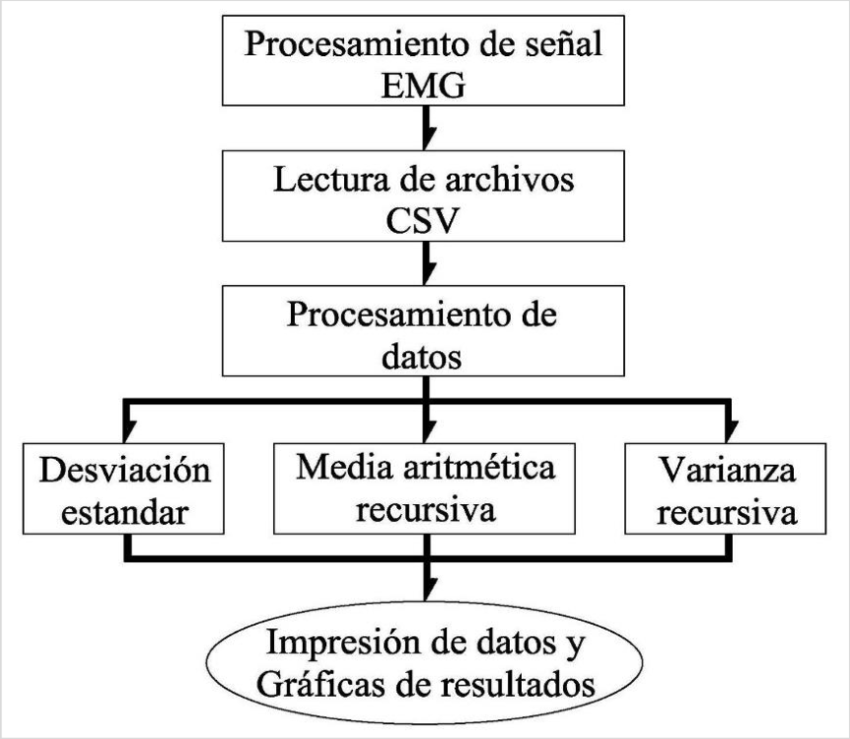 Procesamiento de señal
EMG
Lectura de archivos
CSV
Procesamiento de
datos
Desviación
estandar
Media aritmética
recursiva
Varianza
recursiva
Impresión de datos y
Gráficas de resultados